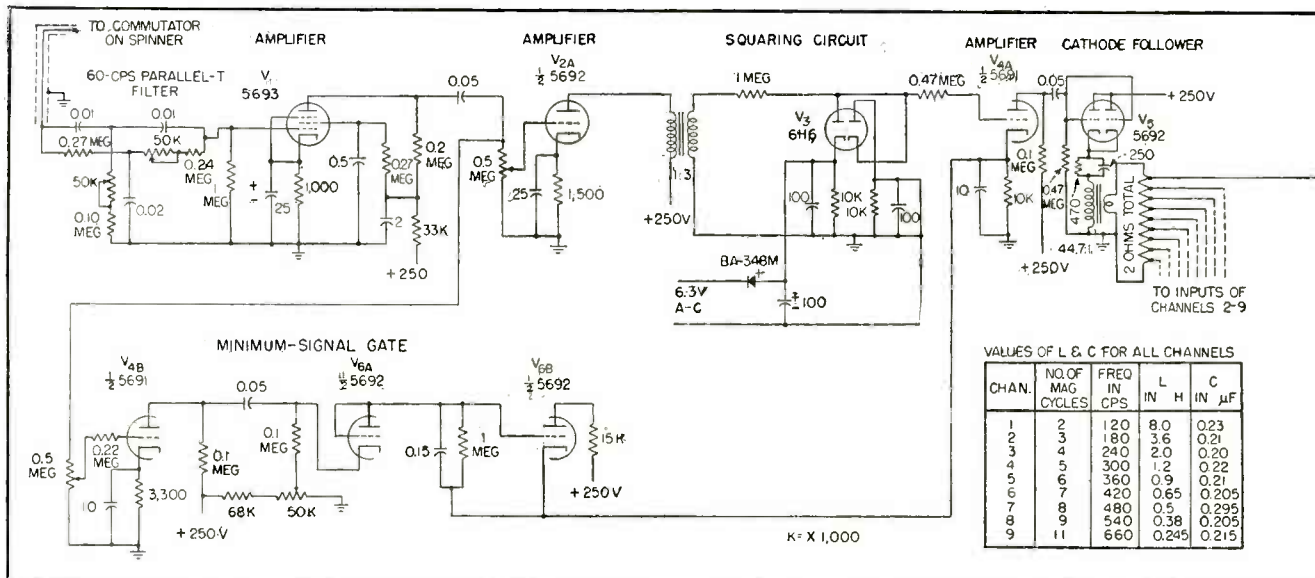 TO COMMUTATOR
ON SPINNER
AMPLIFIER
AMPLIFIER
SQUARING CIRCUIT
AMPLIFIER
CATHODE FOLLOWER
60-CPS PARALLEL-T
FILTER
5693
V2A
½ 5692
V4A
½ 5691
0.05
0.05
1 MEG
0.47 MEG
+250V
V5
5692
V3
6H6
0.01
0.01
50K
0.27 MEG
0.24
MEG
50K
0.10
MEG
0.02
1
MEG
25
1,000
0.5
0.27
MEG
0.2
MEG
2
33K
+250
0.5
MEG
25
1,500
1:3
+250V
100
10K
10K
100
BA-348M
6.3V
A-C
100
10
10K
0.1
MEG
0.47
MEG
+250V
250
470
44.7:1
2 OHMS TOTAL
TO INPUTS OF
CHANNELS 2-9
MINIMUM-SIGNAL GATE
V4B
½ 5691
V6A
5692
V6B
½ 5692
0.05
0.5
MEG
0.22
MEG
10
3,300
0.1
MEG
+250V
0.1
MEG
68K
50K
0.15
1
MEG
15K
+250V
K = X 1,000
VALUES OF L & C FOR ALL CHANNELS
CHAN. NO. OF MAG CYCLES FREQ IN CPS L IN H C IN µF
1 2 120 8.0 0.23
2 3 180 3.6 0.21
3 4 240 2.0 0.20
4 5 300 1.2 0.22
5 6 360 0.9 0.21
6 7 420 0.65 0.205
7 8 480 0.5 0.295
8 9 540 0.38 0.205
9 11 660 0.245 0.215